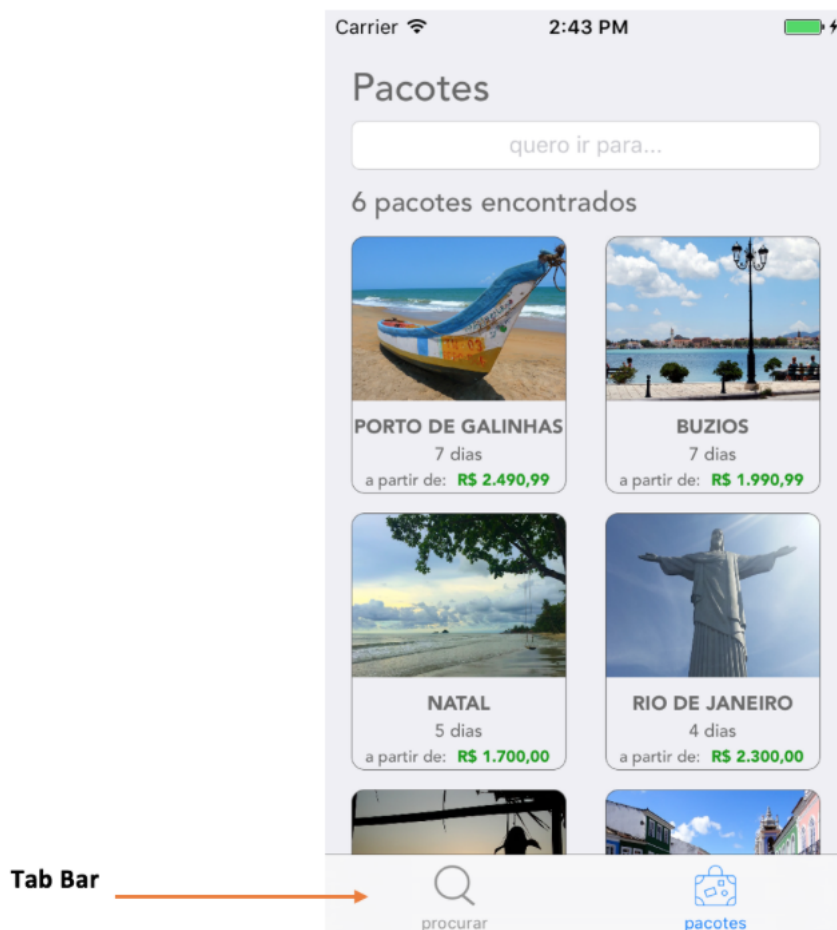 Carrier 2:43 PM
Pacotes
quero ir para...
6 pacotes encontrados
PORTO DE GALINHAS BUZIOS
7 dias 7 dias
a partir de: R$ 2.490,99 a partir de: R$ 1.990,99
NATAL RIO DE JANEIRO
5 dias 4 dias
a partir de: R$ 1.700,00 a partir de: R$ 2.300,00
Tab Bar
procurar pacotes